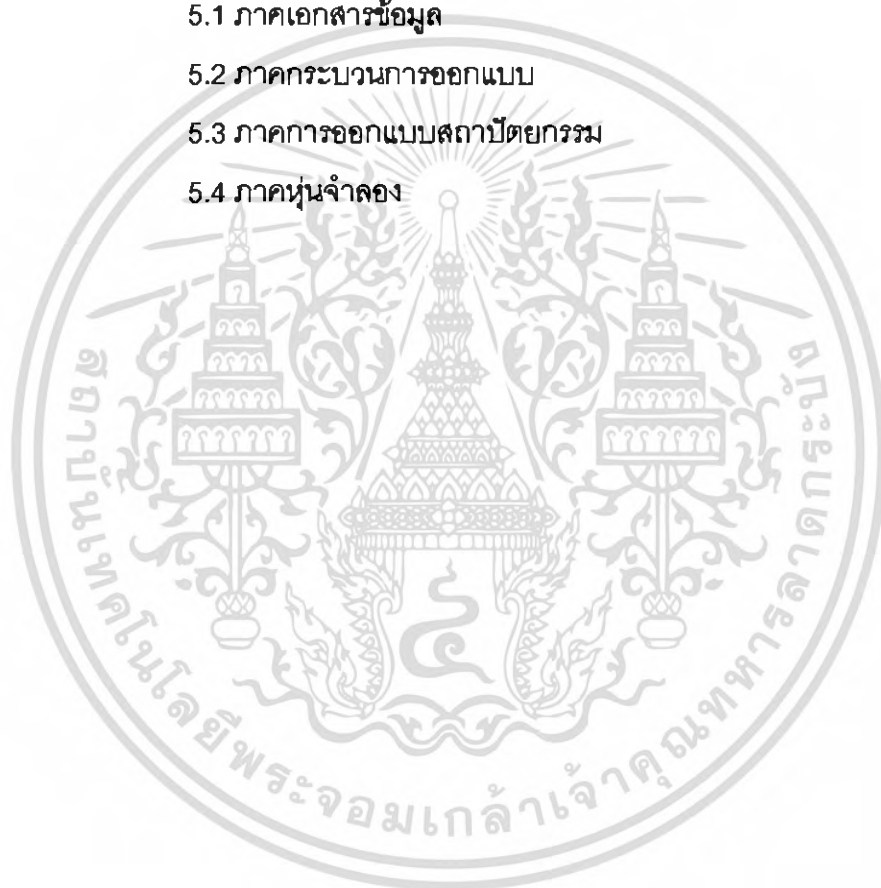 5.1 ภาคเอกสารข้อมูล
5.2 ภาคกระบวนการออกแบบ
5.3 ภาคการออกแบบสถาปัตยกรรม
5.4 ภาคหุ่นจำลอง
สถาบันเทคโนโลยีพระจอมเกล้าเจ้าคุณทหารลาดกระบัง
๔